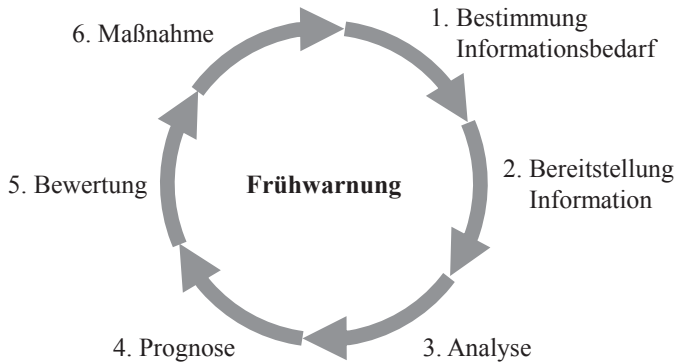 6. Maßnahme
1. Bestimmung
Informationsbedarf
5. Bewertung
Frühwarnung
2. Bereitstellung
Information
4. Prognose
3. Analyse